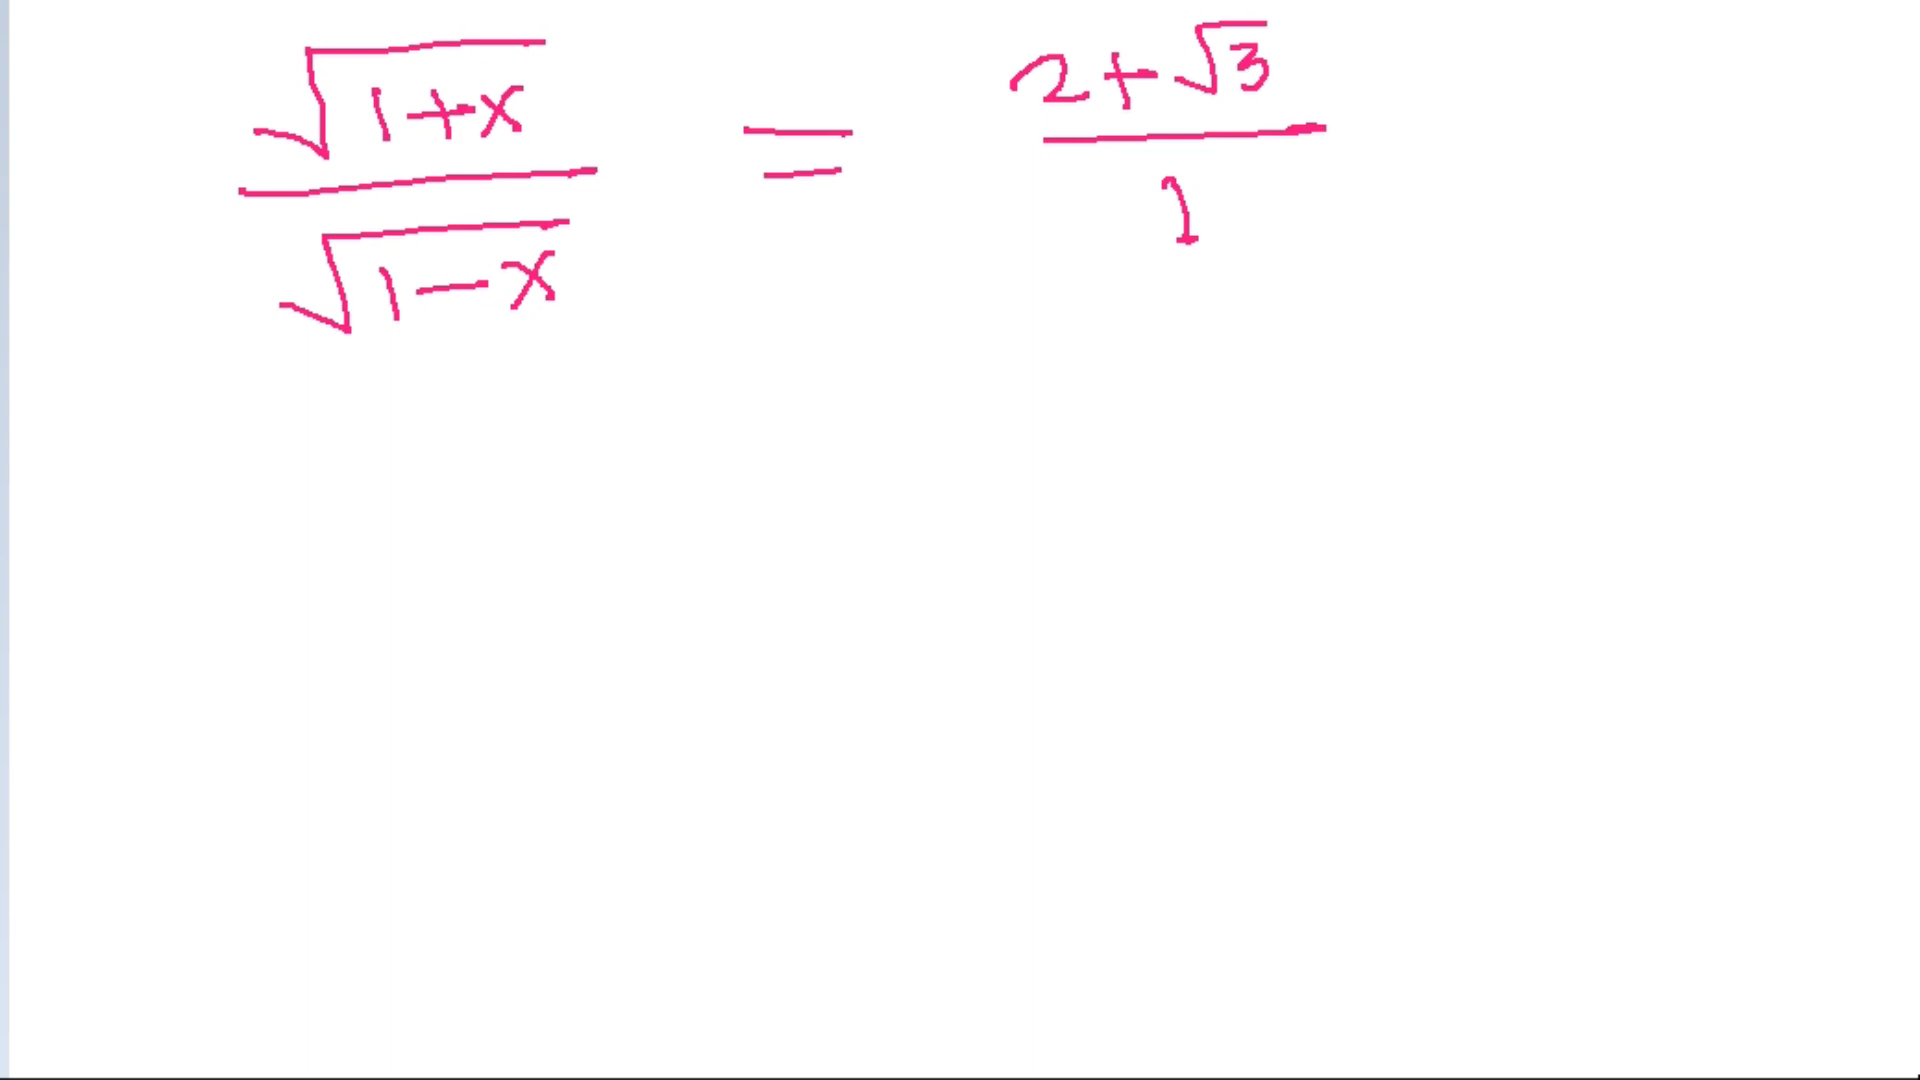 √(1+x) / √(1-x) = (2+√3) / 1